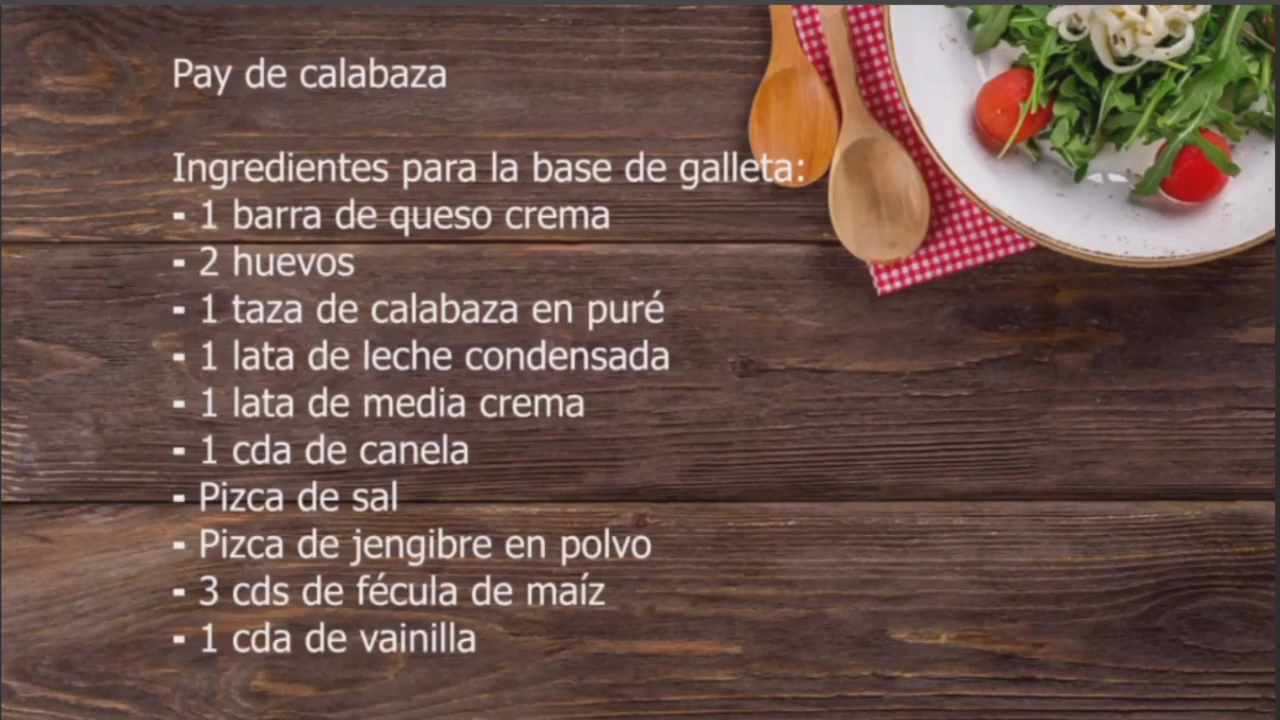 Pay de calabaza
Ingredientes para la base de galleta:
- 1 barra de queso crema
- 2 huevos
- 1 taza de calabaza en puré
- 1 lata de leche condensada
- 1 lata de media crema
- 1 cda de canela
- Pizca de sal
- Pizca de jengibre en polvo
- 3 cds de fécula de maíz
- 1 cda de vainilla